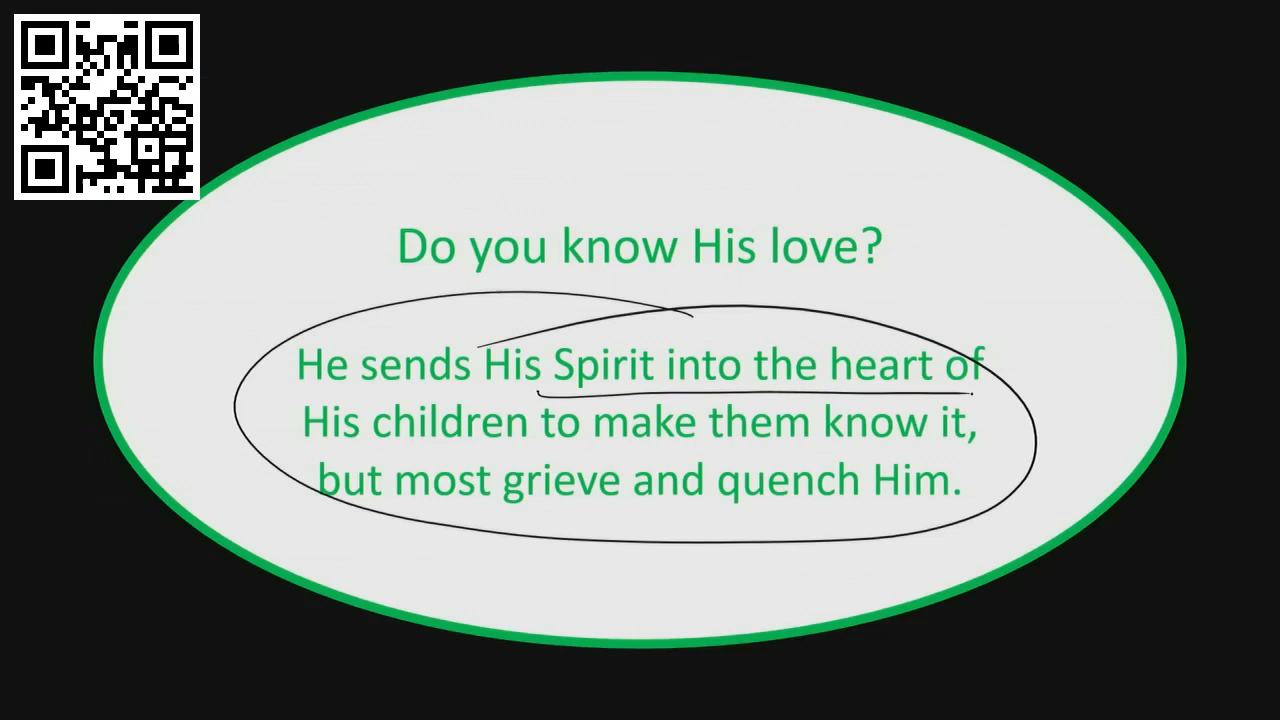 Do you know His love?
He sends His Spirit into the heart of
His children to make them know it,
but most grieve and quench Him.